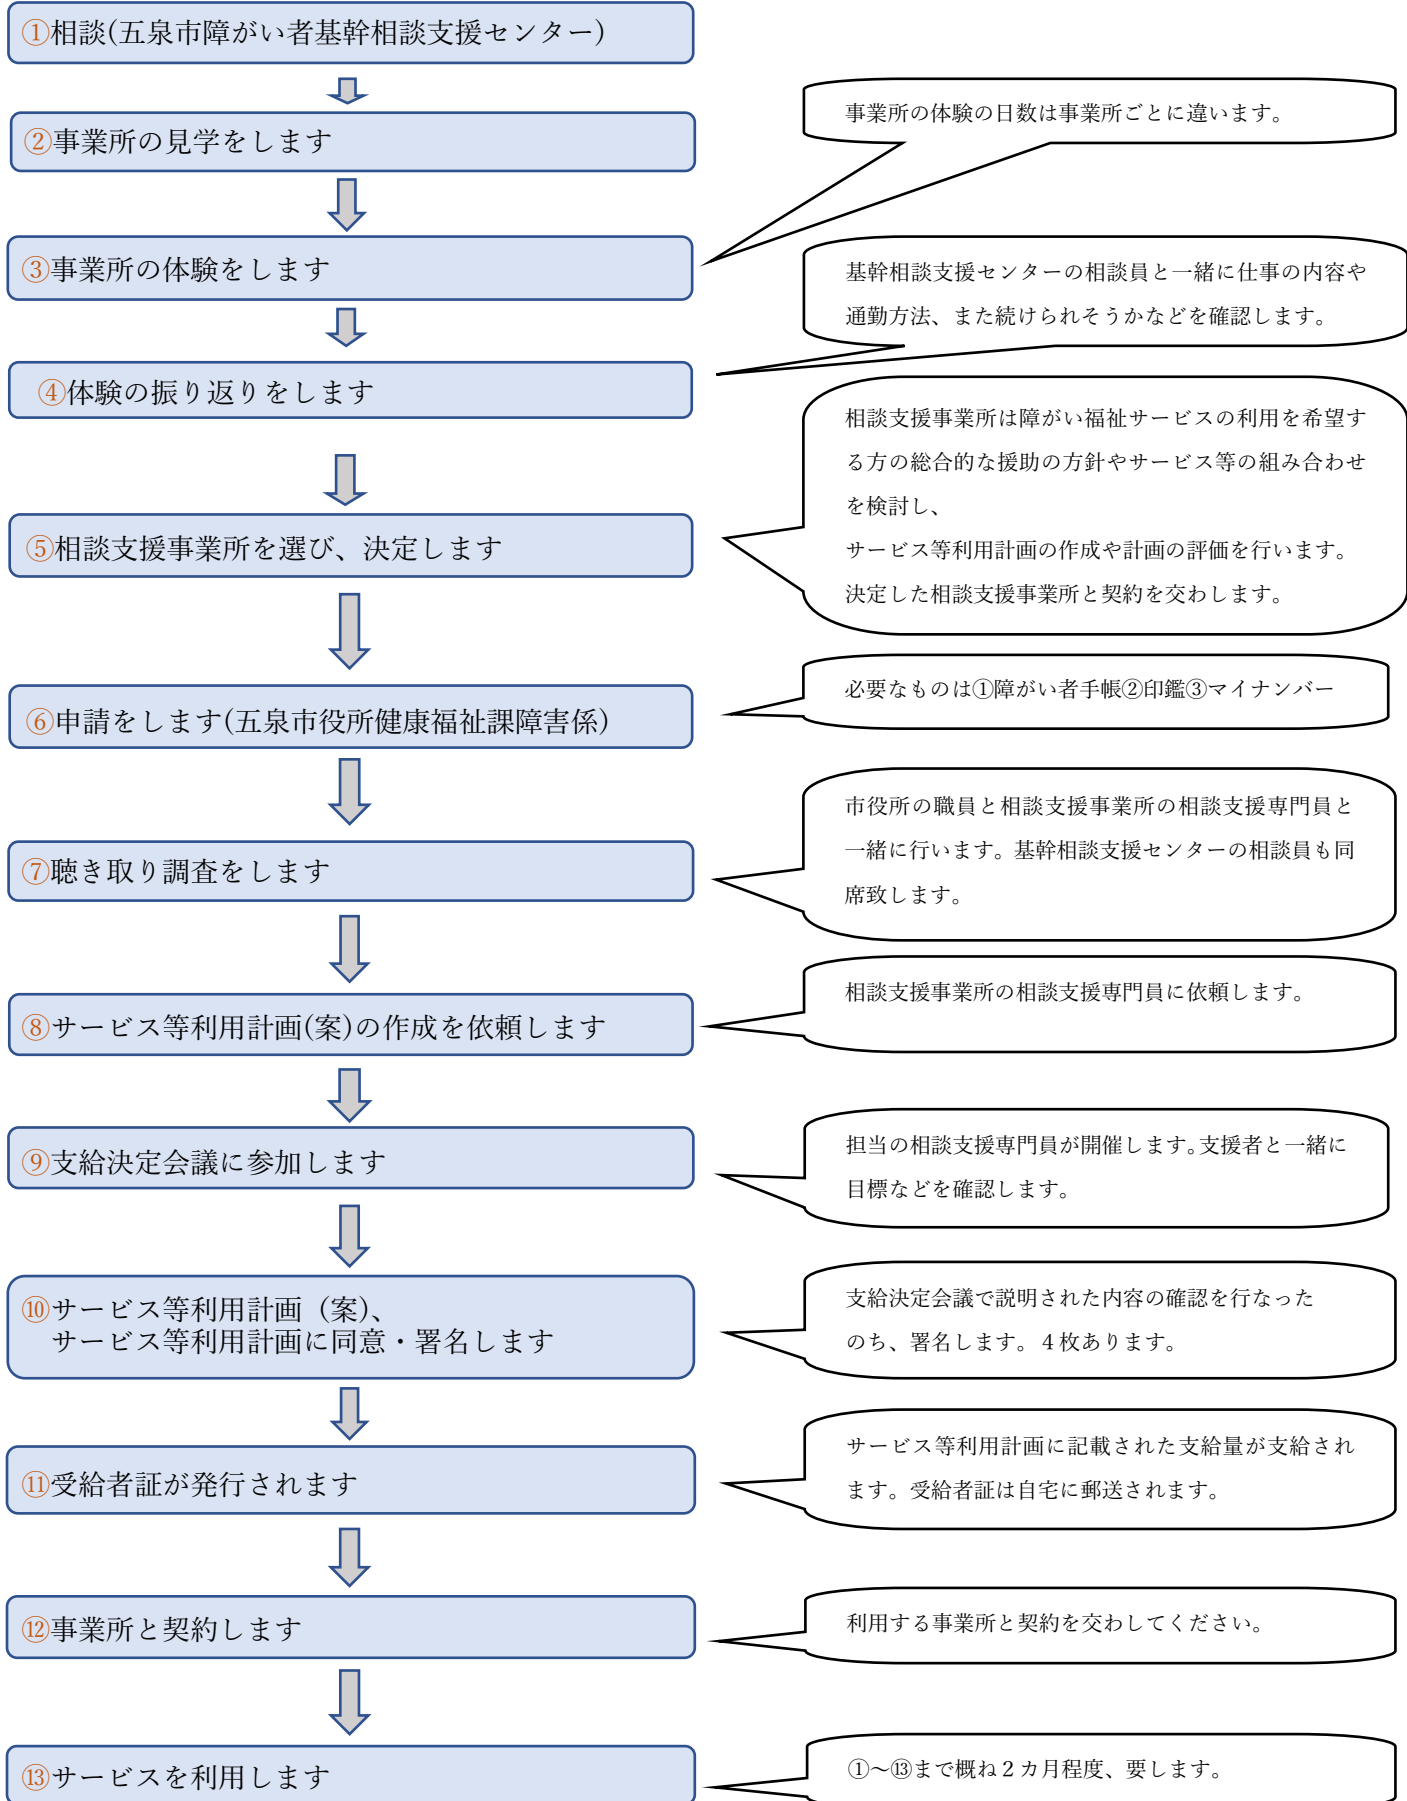 ①相談(五泉市障がい者基幹相談支援センター)
②事業所の見学をします
事業所の体験の日数は事業所ごとに違います。
③事業所の体験をします
基幹相談支援センターの相談員と一緒に仕事の内容や
通勤方法、また続けられそうかなどを確認します。
④体験の振り返りをします
相談支援事業所は障がい福祉サービスの利用を希望す
る方の総合的な援助の方針やサービス等の組み合わせ
を検討し、
サービス等利用計画の作成や計画の評価を行います。
決定した相談支援事業所と契約を交わします。
⑤相談支援事業所を選び、決定します
必要なものは①障がい者手帳②印鑑③マイナンバー
⑥申請をします(五泉市役所健康福祉課障害係)
市役所の職員と相談支援事業所の相談支援専門員と
一緒に行います。基幹相談支援センターの相談員も同
席致します。
⑦聴き取り調査をします
相談支援事業所の相談支援専門員に依頼します。
⑧サービス等利用計画(案)の作成を依頼します
担当の相談支援専門員が開催します。支援者と一緒に
目標などを確認します。
⑨支給決定会議に参加します
支給決定会議で説明された内容の確認を行なった
のち、署名します。４枚あります。
⑩サービス等利用計画（案)、
サービス等利用計画に同意・署名します
サービス等利用計画に記載された支給量が支給され
ます。受給者証は自宅に郵送されます。
⑪受給者証が発行されます
利用する事業所と契約を交わしてください。
⑫事業所と契約します
①～⑬まで概ね２カ月程度、要します。
⑬サービスを利用します